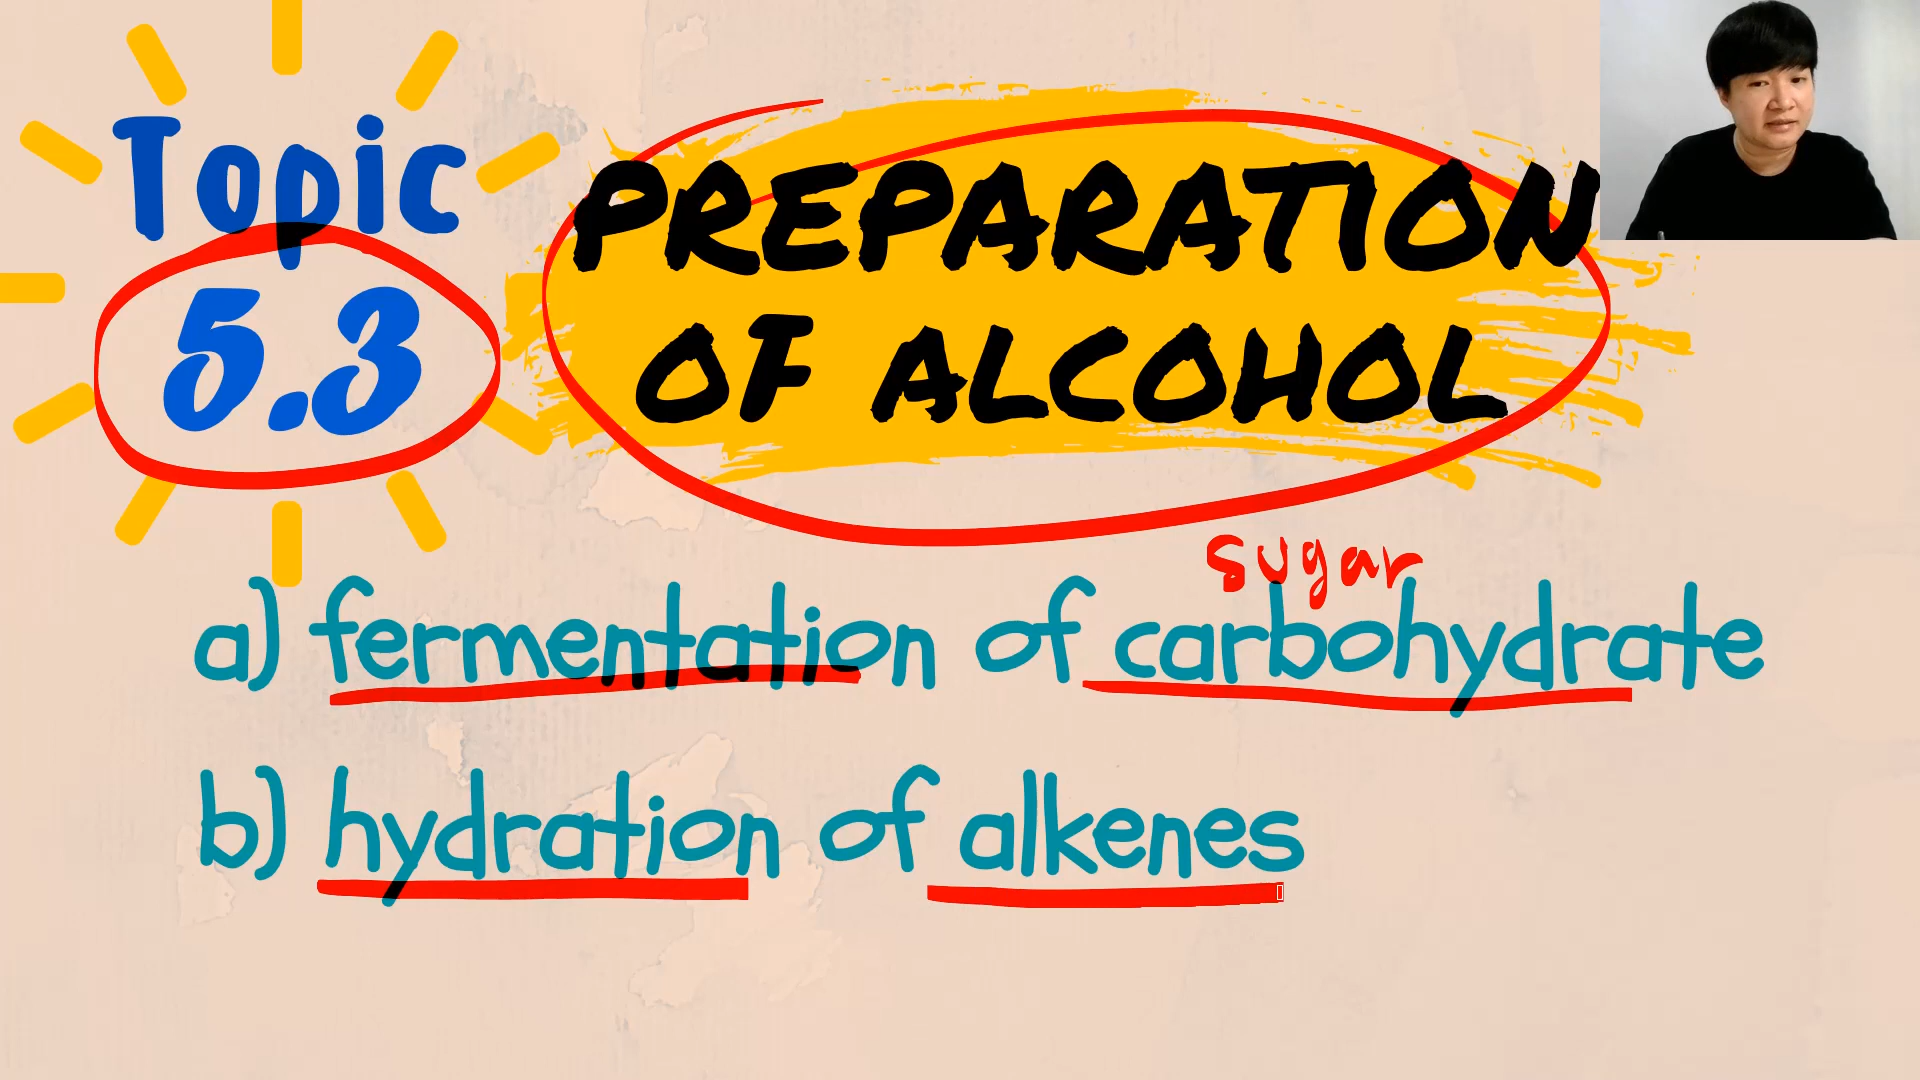 Topic
5.3
PREPARATION
OF ALCOHOL
sugar
a) fermentation of carbohydrate
b) hydration of alkenes